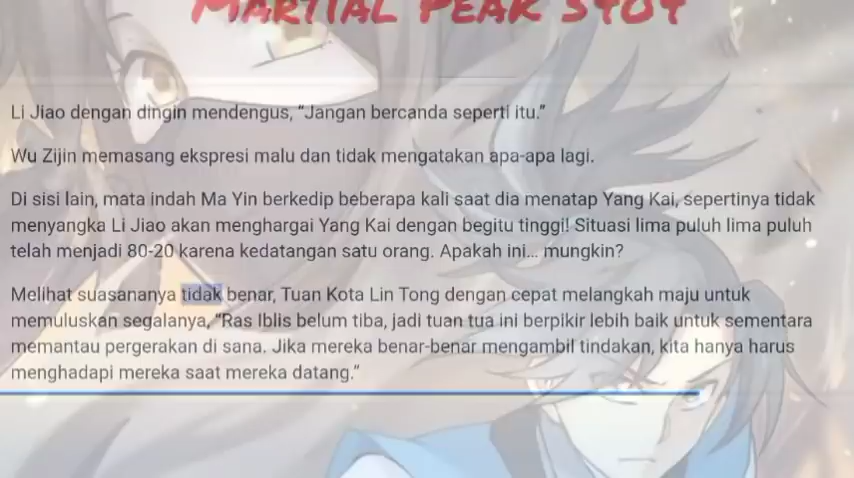 MARTIAL PEAK 5404
Li Jiao dengan dingin mendengus, “Jangan bercanda seperti itu.”
Wu Zijin memasang ekspresi malu dan tidak mengatakan apa-apa lagi.
Di sisi lain, mata indah Ma Yin berkedip beberapa kali saat dia menatap Yang Kai, sepertinya tidak
menyangka Li Jiao akan menghargai Yang Kai dengan begitu tinggi! Situasi lima puluh lima puluh
telah menjadi 80-20 karena kedatangan satu orang. Apakah ini... mungkin?
Melihat suasananya tidak benar, Tuan Kota Lin Tong dengan cepat melangkah maju untuk
memuluskan segalanya, “Ras Iblis belum tiba, jadi tuan tua ini berpikir lebih baik untuk sementara
memantau pergerakan di sana. Jika mereka benar-benar mengambil tindakan, kita hanya harus
menghadapi mereka saat mereka datang.”